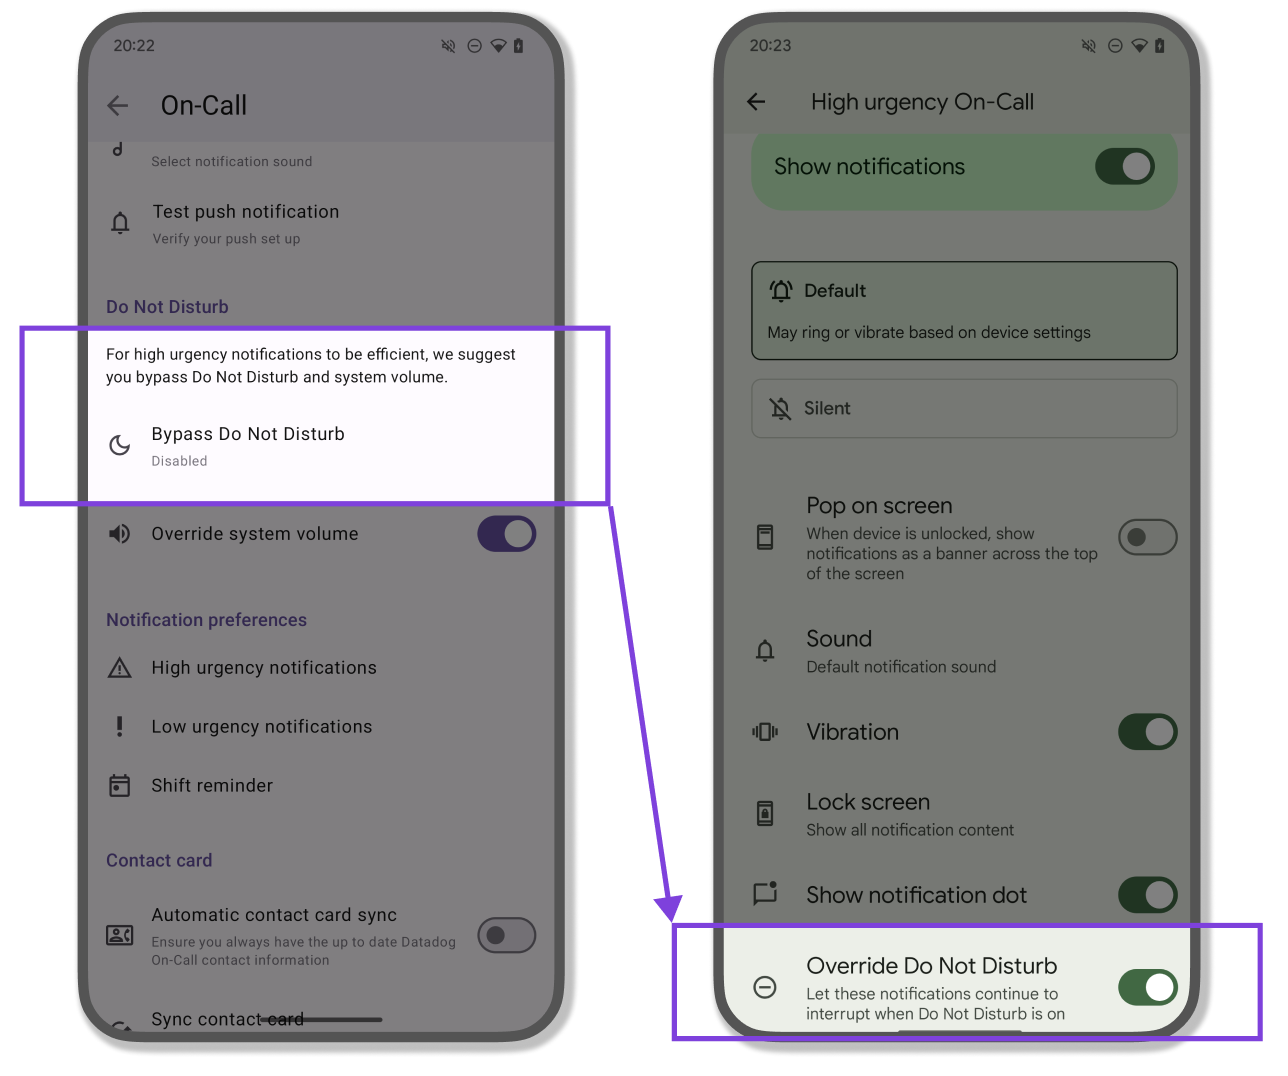 20:22
On-Call
Select notification sound
Test push notification
Verify your push set up
Do Not Disturb
For high urgency notifications to be efficient, we suggest
you bypass Do Not Disturb and system volume.
Bypass Do Not Disturb
Disabled
Override system volume
Notification preferences
High urgency notifications
Low urgency notifications
Shift reminder
Contact card
Automatic contact card sync
Ensure you always have the up to date Datadog
On-Call contact information
Sync contact card
20:23
High urgency On-Call
Show notifications
Default
May ring or vibrate based on device settings
Silent
Pop on screen
When device is unlocked, show
notifications as a banner across the top
of the screen
Sound
Default notification sound
Vibration
Lock screen
Show all notification content
Show notification dot
Override Do Not Disturb
Let these notifications continue to
interrupt when Do Not Disturb is on